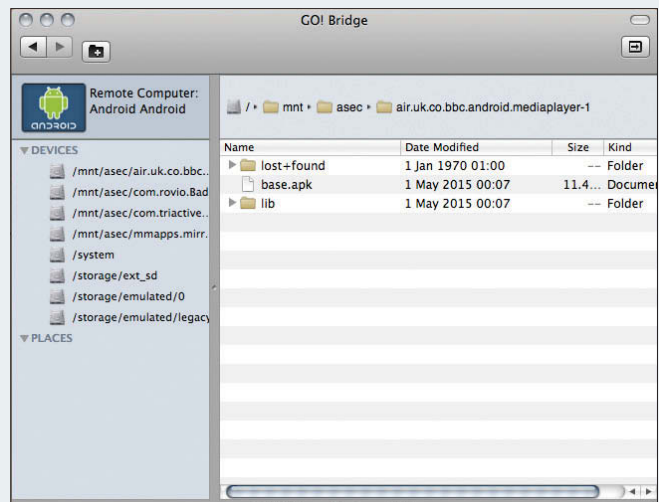 GO! Bridge
Remote Computer:
Android Android
ANDROID
/ mnt asec air.uk.co.bbc.android.mediaplayer-1
Name Date Modified Size Kind
lost+found 1 Jan 1970 01:00 -- Folder
base.apk 1 May 2015 00:07 11.4... Documen
lib 1 May 2015 00:07 -- Folder
DEVICES
/mnt/asec/air.uk.co.bbc..
/mnt/asec/com.rovio.Bad
/mnt/asec/com.triactive..
/mnt/asec/mmapps.mirr.
/system
/storage/ext_sd
/storage/emulated/0
/storage/emulated/legacy
PLACES